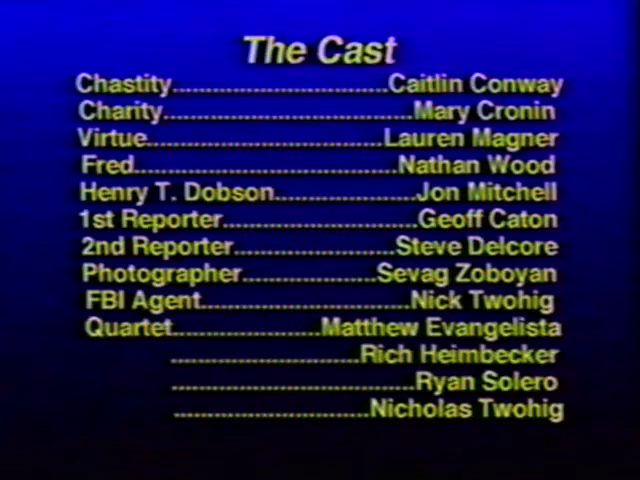 The Cast
Chastity................................Caitlin Conway
Charity.....................................Mary Cronin
Virtue...................................Lauren Magner
Fred.......................................Nathan Wood
Henry T. Dobson.....................Jon Mitchell
1st Reporter.............................Geoff Caton
2nd Reporter........................Steve Delcore
Photographer....................Sevag Zoboyan
FBI Agent...............................Nick Twohig
Quartet......................Matthew Evangelista
............................Rich Heimbecker
....................................Ryan Solero
.............................Nicholas Twohig